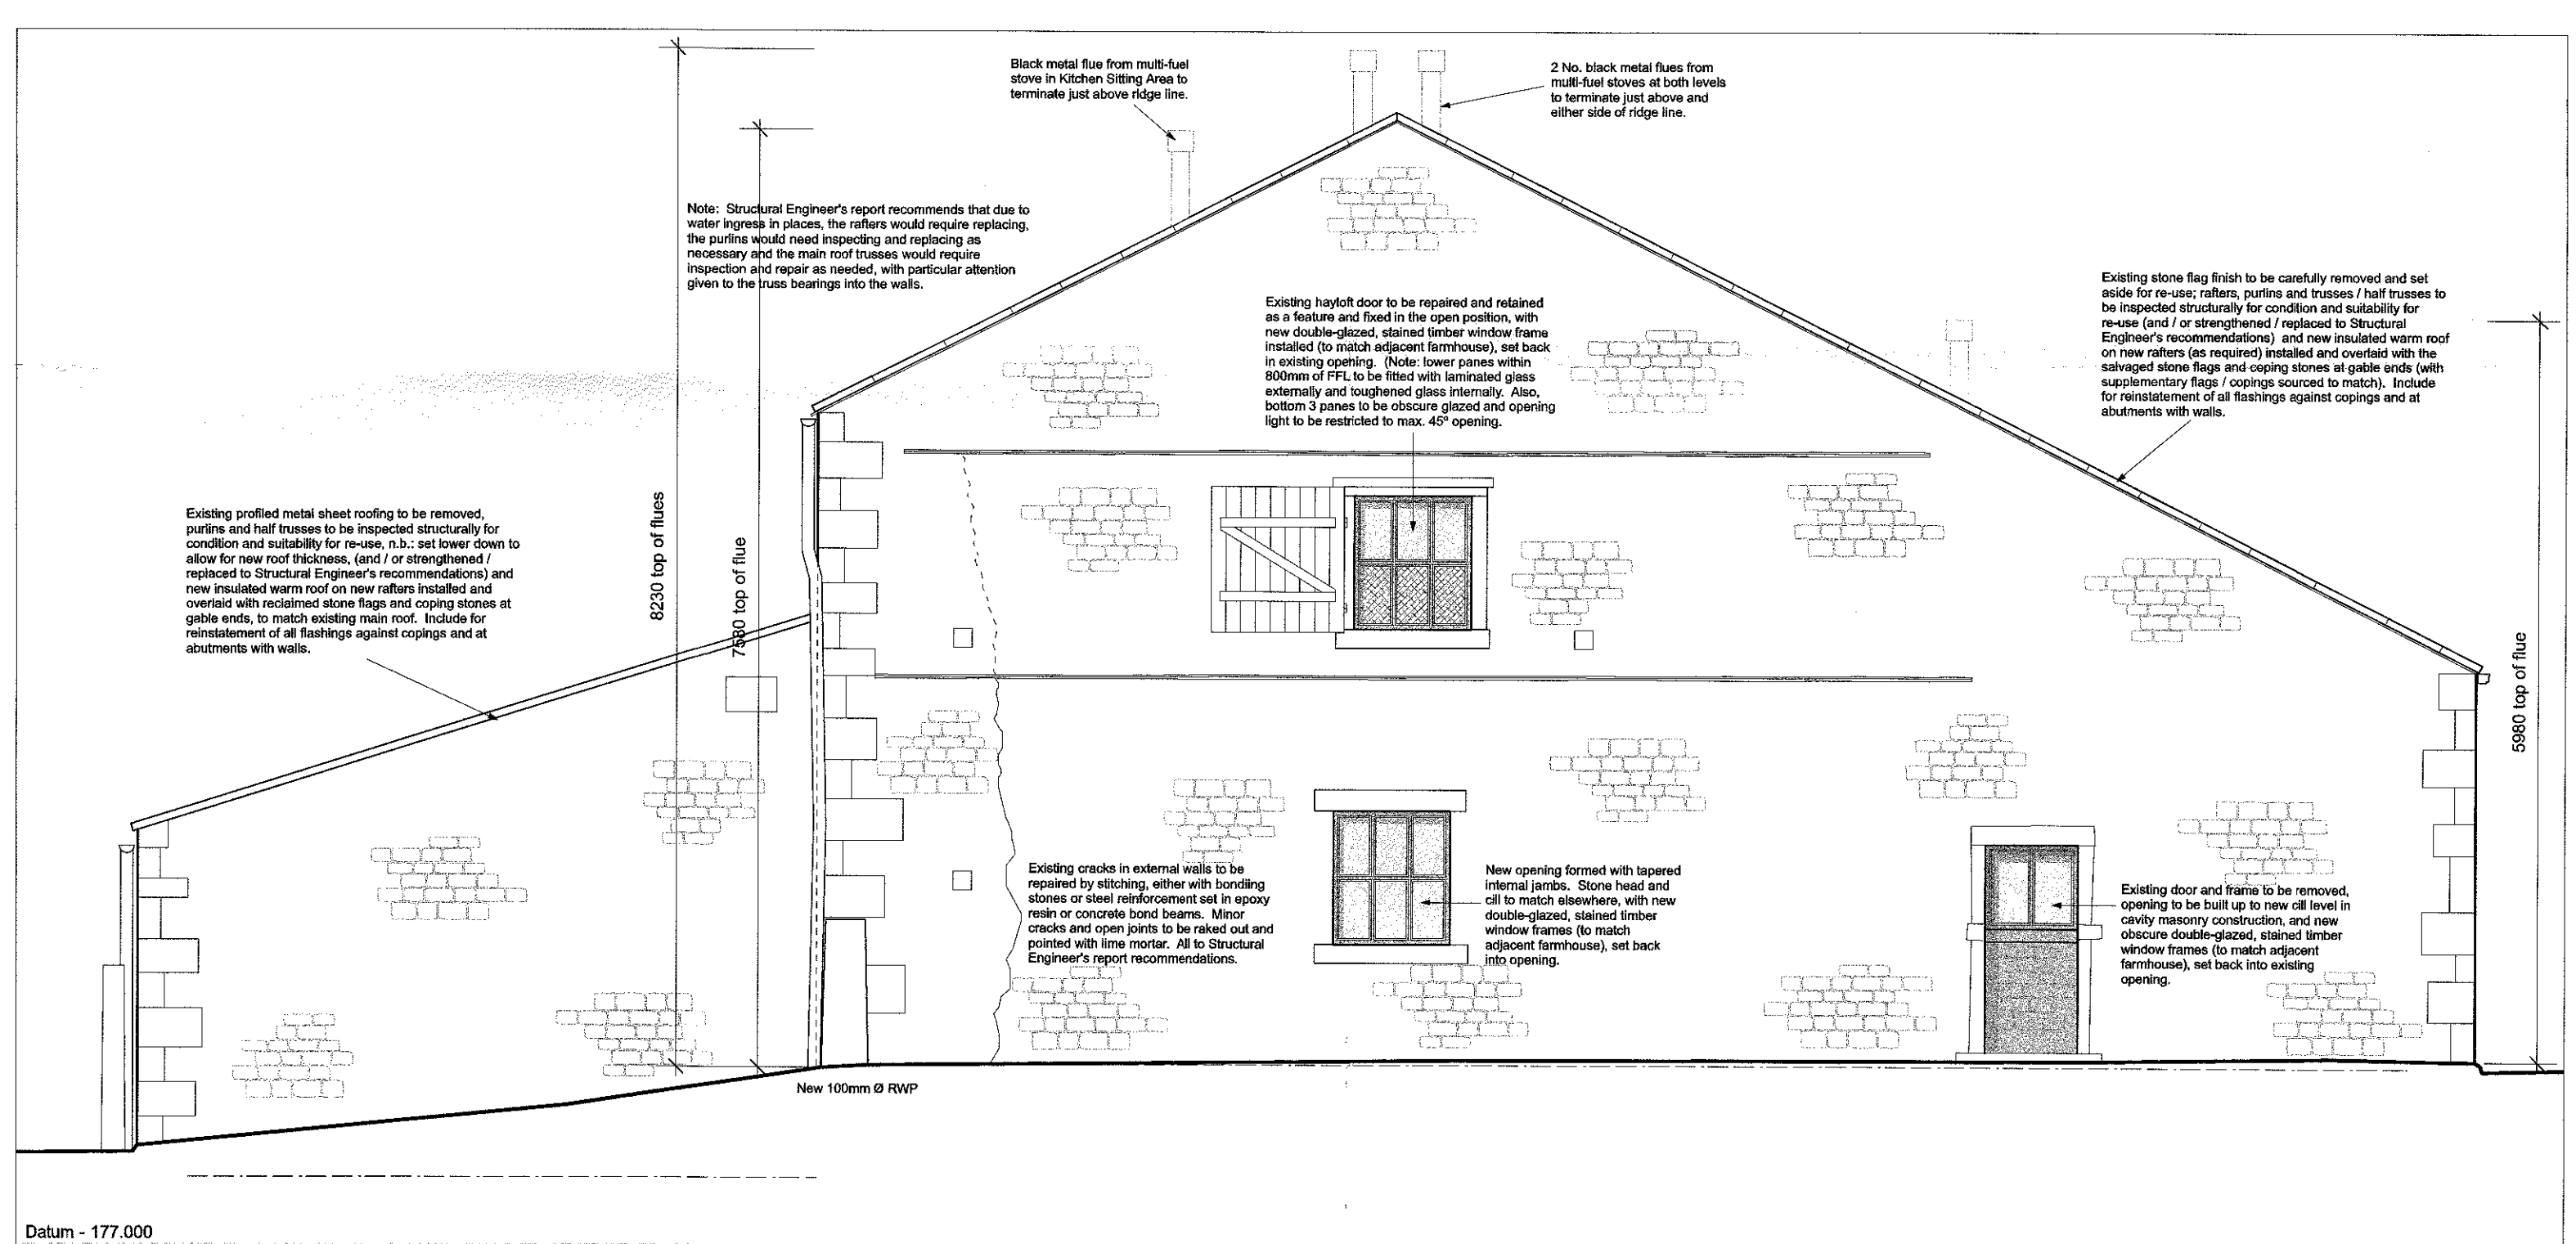 Black metal flue from multi-fuel
stove in Kitchen Sitting Area to
terminate just above ridge line.
2 No. black metal flues from
multi-fuel stoves at both levels
to terminate just above and
either side of ridge line.
Note: Structural Engineer's report recommends that due to
water ingress in places, the rafters would require replacing,
the purlins would need inspecting and replacing as
necessary and the main roof trusses would require
inspection and repair as needed, with particular attention
given to the truss bearings into the walls.
Existing hayloft door to be repaired and retained
as a feature and fixed in the open position, with
new double-glazed, stained timber window frame
installed (to match adjacent farmhouse), set back
in existing opening. (Note: lower panes within
800mm of FFL to be fitted with laminated glass
externally and toughened glass internally. Also,
bottom 3 panes to be obscure glazed and opening
light to be restricted to max. 45º opening.
Existing stone flag finish to be carefully removed and set
aside for re-use; rafters, purlins and trusses / half trusses to
be inspected structurally for condition and suitability for
re-use (and / or strengthened / replaced to Structural
Engineer's recommendations) and new insulated warm roof
on new rafters (as required) installed and overlaid with the
salvaged stone flags and coping stones at gable ends (with
supplementary flags / copings sourced to match). Include
for reinstatement of all flashings against copings and at
abutments with walls.
Existing profiled metal sheet roofing to be removed,
purlins and half trusses to be inspected structurally for
condition and suitability for re-use, n.b.: set lower down to
allow for new roof thickness, (and / or strengthened /
replaced to Structural Engineer's recommendations) and
new insulated warm roof on new rafters installed and
overlaid with reclaimed stone flags and coping stones at
gable ends, to match existing main roof. Include for
reinstatement of all flashings against copings and at
abutments with walls.
8230 top of flues
7580 top of flue
5980 top of flue
Existing cracks in external walls to be
repaired by stitching, either with bondiing
stones or steel reinforcement set in epoxy
resin or concrete bond beams. Minor
cracks and open joints to be raked out and
pointed with lime mortar. All to Structural
Engineer's report recommendations.
New opening formed with tapered
internal jambs. Stone head and
cill to match elsewhere, with new
double-glazed, stained timber
window frames (to match
adjacent farmhouse), set back
into opening.
Existing door and frame to be removed,
opening to be built up to new cill level in
cavity masonry construction, and new
obscure double-glazed, stained timber
window frames (to match adjacent
farmhouse), set back into existing
opening.
New 100mm Ø RWP
Datum - 177.000